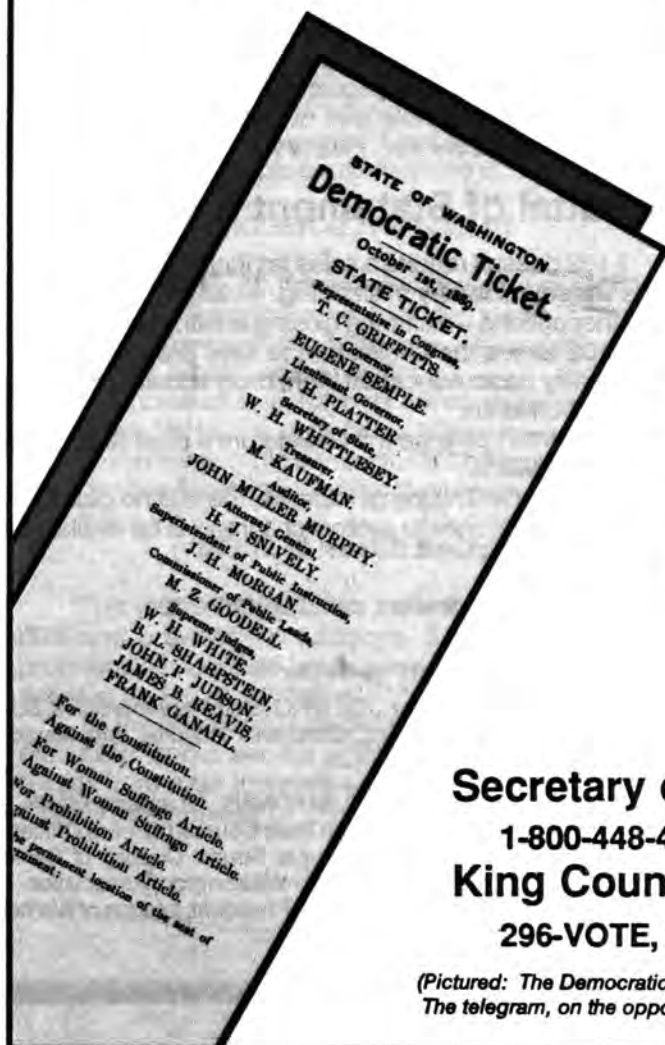 STATE OF WASHINGTON
Democratic Ticket.
October 1st, 1889.
STATE TICKET.
Representative in Congress,
T. C. GRIFFITTS.
Governor,
EUGENE SEMPLE.
Lieutenant Governor,
L. H. PLATTER.
Secretary of State,
W. H. WHITTLESEY.
Treasurer,
M. KAUFMAN.
Auditor,
JOHN MILLER MURPHY.
Attorney General,
H. J. SNIVELY.
Superintendent of Public Instruction,
J. H. MORGAN.
Commissioner of Public Lands,
M. Z. GOODELL.
Supreme Judges,
W. H. WHITE,
B. L. SHARPSTEIN,
JOHN P. JUDSON,
JAMES B. REAVIS,
FRANK GANAHL.
For the Constitution.
Against the Constitution.
For Woman Suffrage Article.
Against Woman Suffrage Article.
For Prohibition Article.
Against Prohibition Article.
he permanent location of the seat of
ernment:
Secretary
1-800-448-4
King Coun
296-VOTE,
(Pictured: The Democratic
The telegram, on the oppo